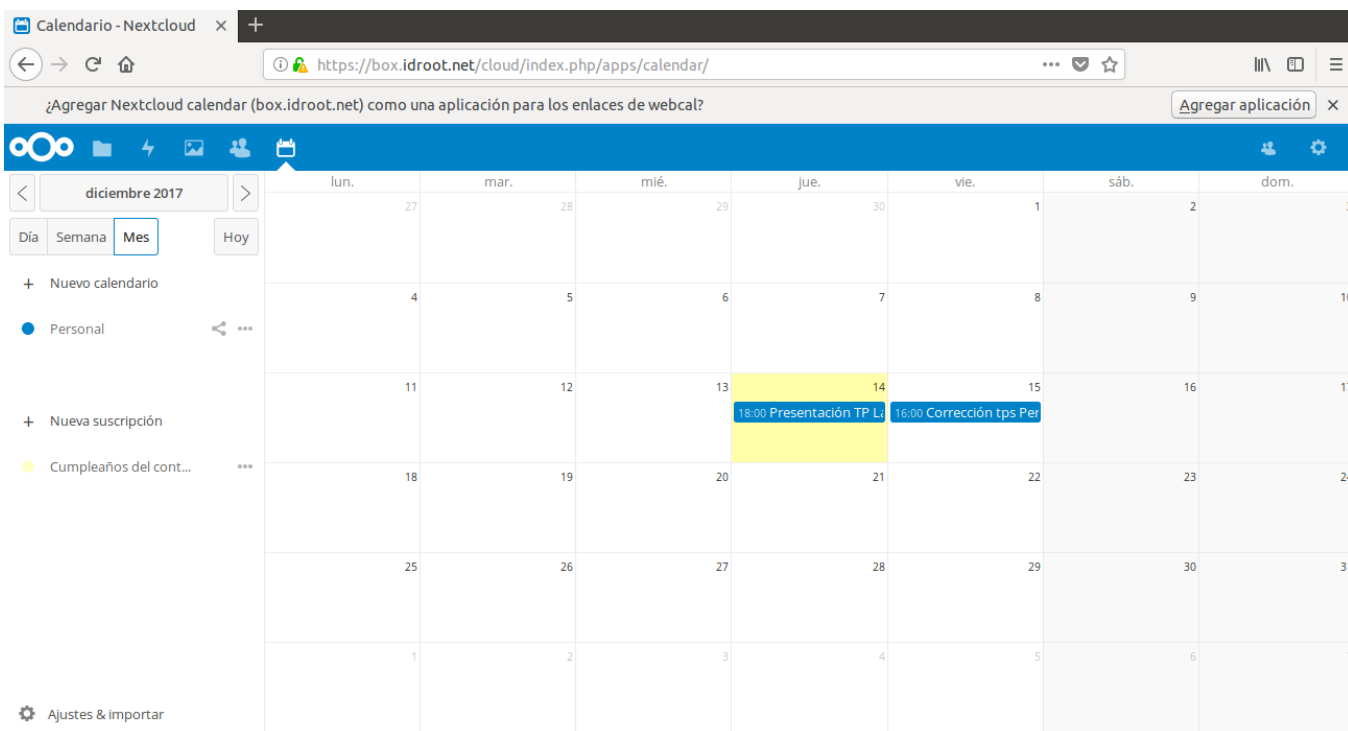 Calendario - Nextcloud
https://box.idroot.net/cloud/index.php/apps/calendar/
¿Agregar Nextcloud calendar (box.idroot.net) como una aplicación para los enlaces de webcal? Agregar aplicación
diciembre 2017
Día Semana Mes Hoy
+ Nuevo calendario
Personal
+ Nueva suscripción
Cumpleaños del cont...
Ajustes & importar
lun. mar. mié. jue. vie. sáb. dom.
27 28 29 30 1 2
4 5 6 7 8 9 10
11 12 13 14 15 16 17
18:00 Presentación TP 16:00 Corrección tps Per
18 19 20 21 22 23 24
25 26 27 28 29 30 31
1 2 3 4 5 6